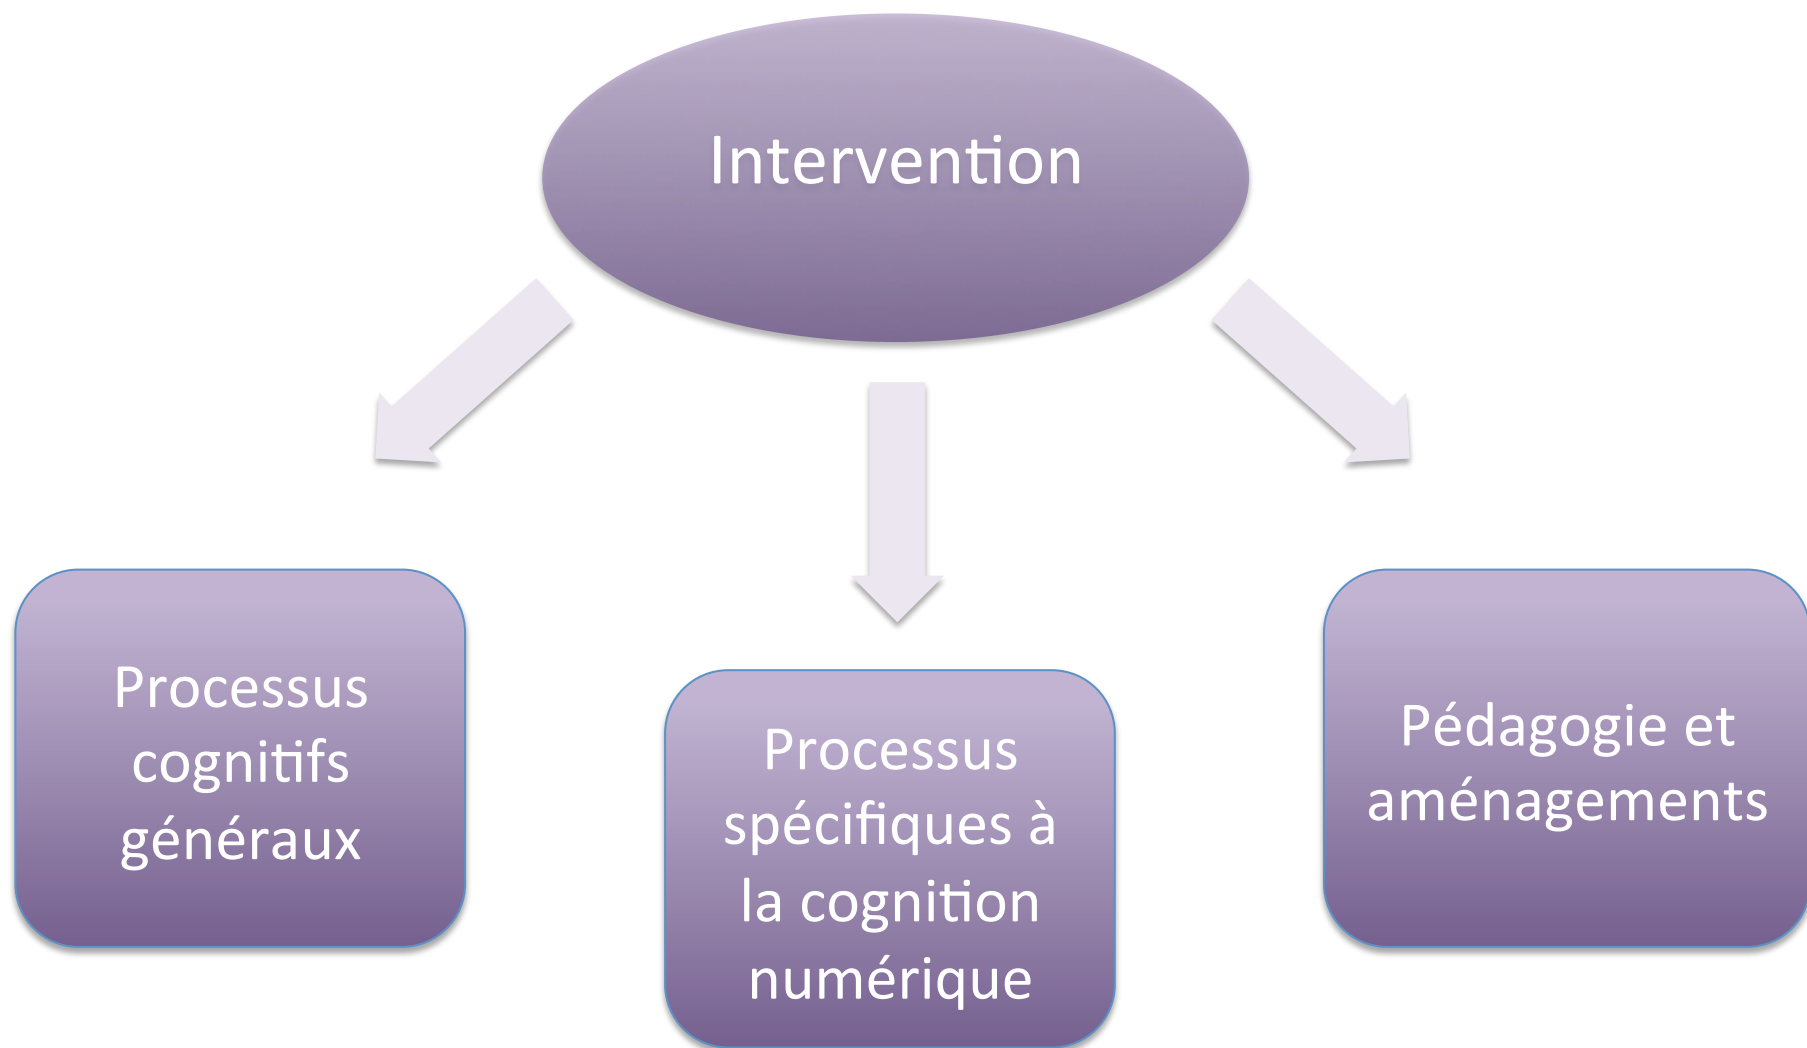 Intervention
Processus
cognitifs
généraux
Processus
spécifiques à
la cognition
numérique
Pédagogie et
aménagements